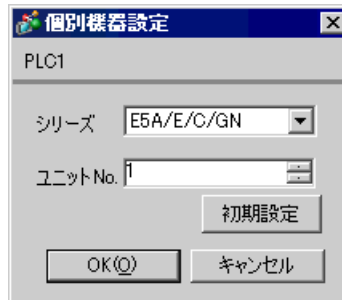 個別機器設定
PLC1
シリーズ E5A/E/C/GN
ユニットNo. 1
初期設定
OK(O) キャンセル